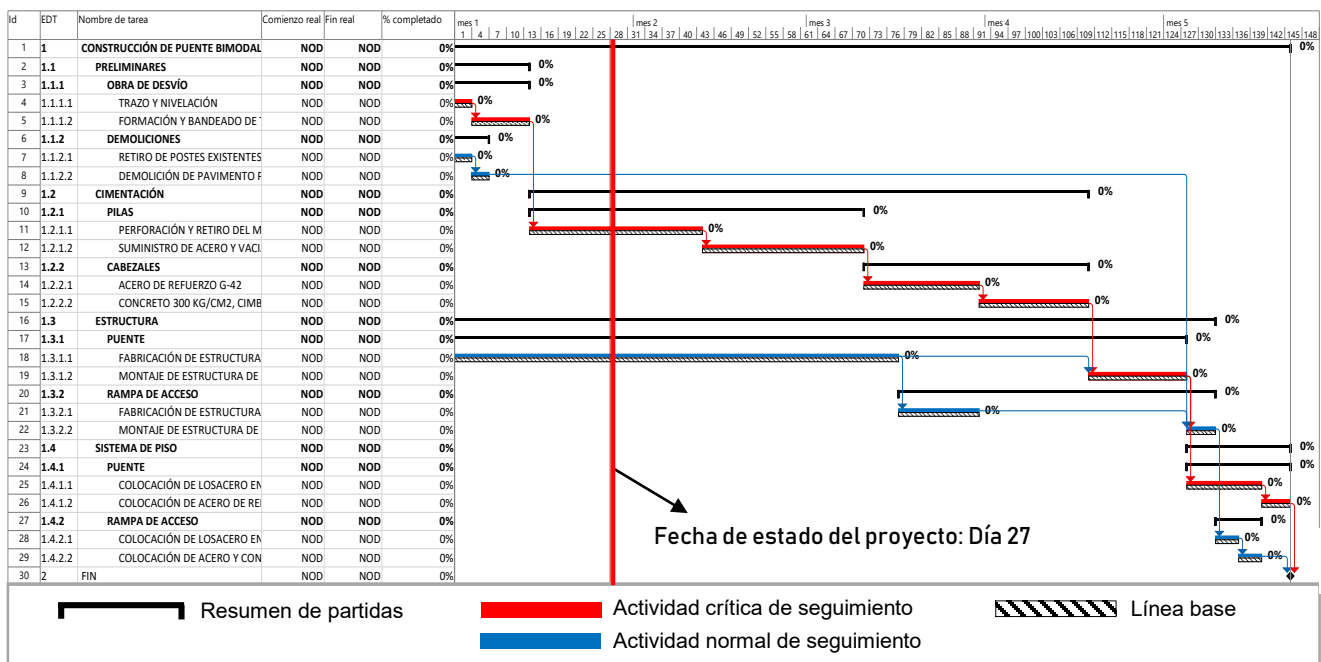 Id EDT Nombre de tarea Comienzo real Fin real % completado mes 1 mes 2 mes 3 mes 4 mes 5
1 4 7 10 13 16 19 22 25 28 31 34 37 40 43 46 49 52 55 58 61 64 67 70 73 76 79 82 85 88 91 94 97 100 103 106 109 112 115 118 121 124 127 130 133 136 139 142 145 148
1 1 CONSTRUCCIÓN DE PUENTE BIMODAL NOD NOD 0% 0%
2 1.1 PRELIMINARES NOD NOD 0% 0%
3 1.1.1 OBRA DE DESVÍO NOD NOD 0% 0%
4 1.1.1.1 TRAZO Y NIVELACIÓN NOD NOD 0% 0%
5 1.1.1.2 FORMACIÓN Y BANDEADO DE NOD NOD 0% 0%
6 1.1.2 DEMOLICIONES NOD NOD 0% 0%
7 1.1.2.1 RETIRO DE POSTES EXISTENTES NOD NOD 0% 0%
8 1.1.2.2 DEMOLICIÓN DE PAVIMENTO NOD NOD 0% 0%
9 1.2 CIMENTACIÓN NOD NOD 0% 0%
10 1.2.1 PILAS NOD NOD 0% 0%
11 1.2.1.1 PERFORACIÓN Y RETIRO DEL M NOD NOD 0% 0%
12 1.2.1.2 SUMINISTRO DE ACERO Y VACI NOD NOD 0% 0%
13 1.2.2 CABEZALES NOD NOD 0% 0%
14 1.2.2.1 ACERO DE REFUERZO G-42 NOD NOD 0% 0%
15 1.2.2.2 CONCRETO 300 KG/CM2, CIMB NOD NOD 0% 0%
16 1.3 ESTRUCTURA NOD NOD 0% 0%
17 1.3.1 PUENTE NOD NOD 0% 0%
18 1.3.1.1 FABRICACIÓN DE ESTRUCTURA NOD NOD 0% 0%
19 1.3.1.2 MONTAJE DE ESTRUCTURA DE NOD NOD 0% 0%
20 1.3.2 RAMPA DE ACCESO NOD NOD 0% 0%
21 1.3.2.1 FABRICACIÓN DE ESTRUCTURA NOD NOD 0% 0%
22 1.3.2.2 MONTAJE DE ESTRUCTURA DE NOD NOD 0% 0%
23 1.4 SISTEMA DE PISO NOD NOD 0% 0%
24 1.4.1 PUENTE NOD NOD 0% 0%
25 1.4.1.1 COLOCACIÓN DE LOSACERO EN NOD NOD 0% 0%
26 1.4.1.2 COLOCACIÓN DE ACERO DE RE NOD NOD 0% 0%
27 1.4.2 RAMPA DE ACCESO NOD NOD 0% 0%
28 1.4.2.1 COLOCACIÓN DE LOSACERO EN NOD NOD 0% 0%
29 1.4.2.2 COLOCACIÓN DE ACERO Y CON NOD NOD 0% 0%
30 2 FIN NOD NOD 0%
Fecha de estado del proyecto: Día 27
Resumen de partidas Actividad crítica de seguimiento Línea base
Actividad normal de seguimiento